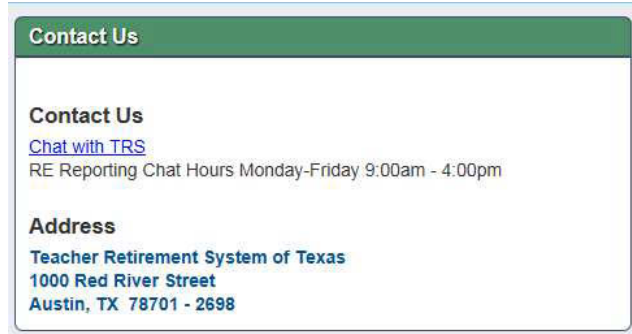 Contact Us
Contact Us
Chat with TRS
RE Reporting Chat Hours Monday-Friday 9:00am - 4:00pm
Address
Teacher Retirement System of Texas
1000 Red River Street
Austin, TX  78701 - 2698